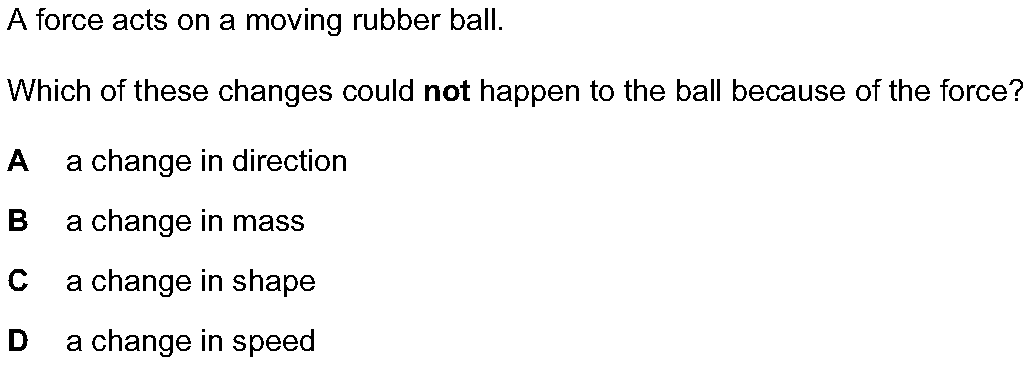 A force acts on a moving rubber ball.
Which of these changes could not happen to the ball because of the force?
A a change in direction
B a change in mass
C a change in shape
D a change in speed